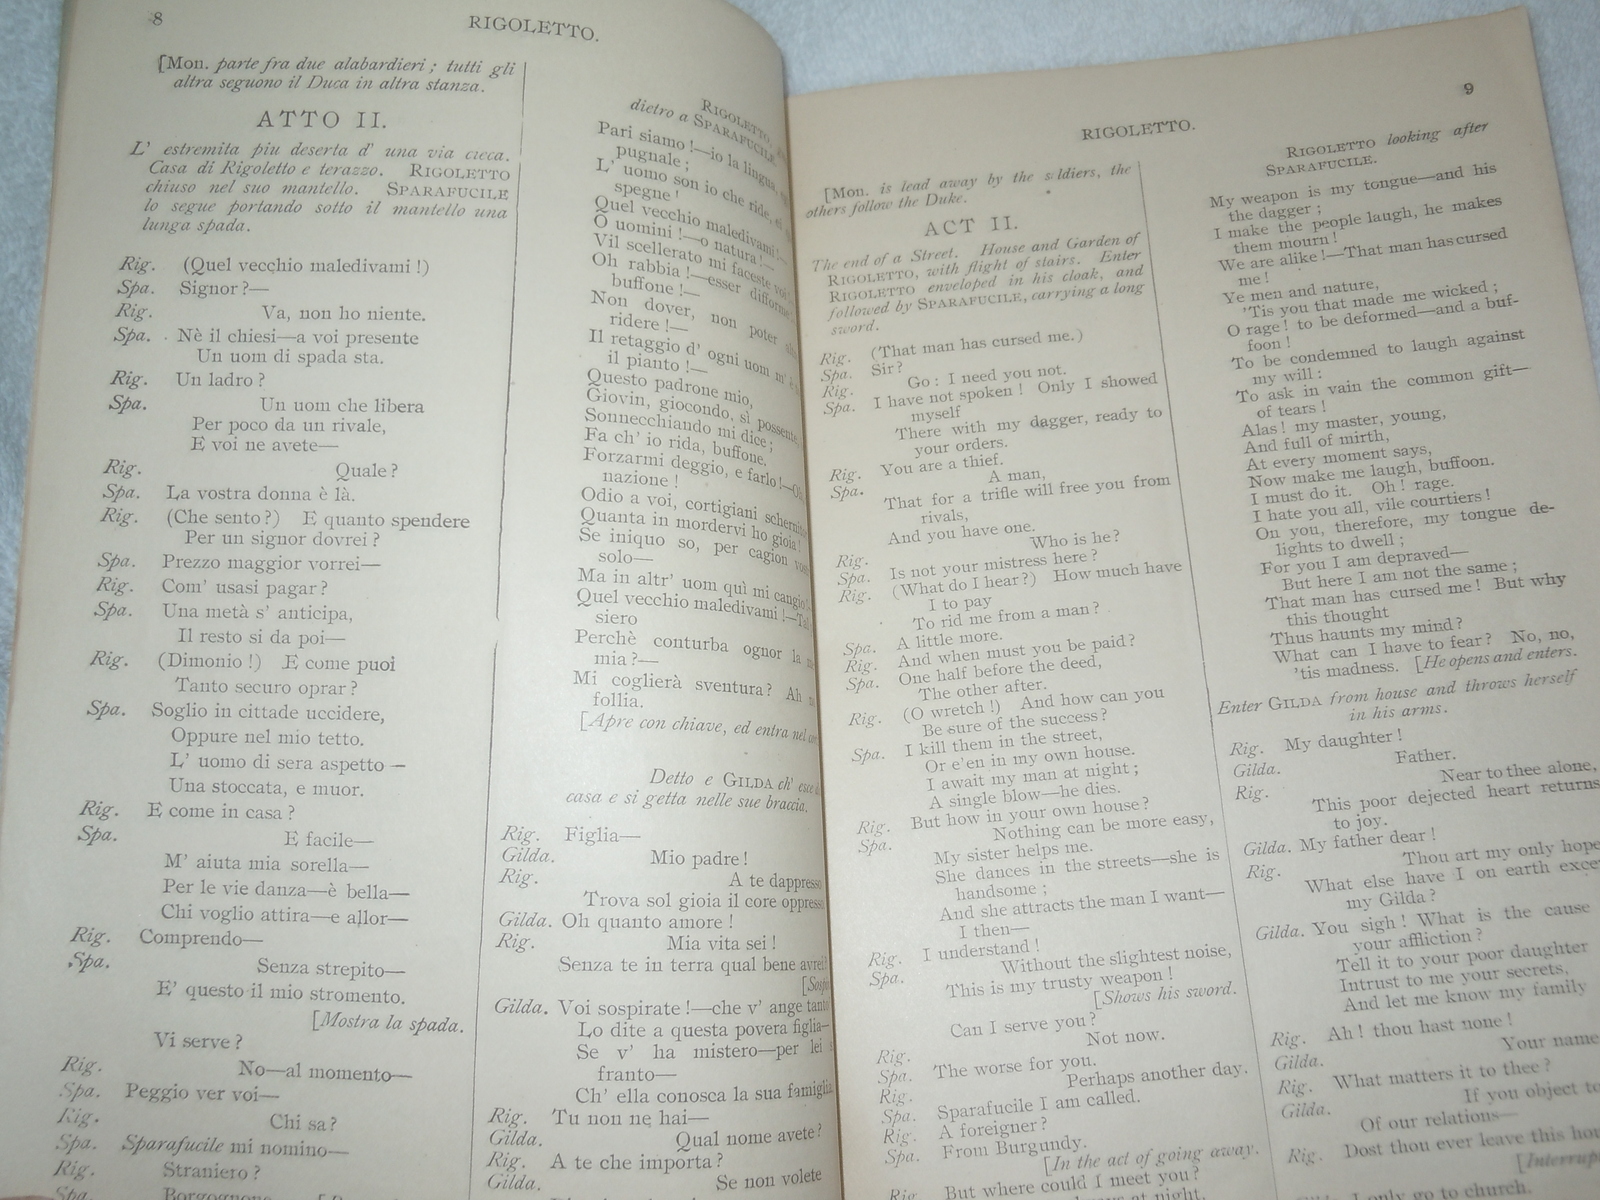 8
RIGOLETTO.
[Mon. parte fra due alabardieri ; tutti gli
altra seguono il Duca in altra stanza.
ATTO II.
L' estremita piu deserta d' una via cieca.
Casa di Rigoletto e terazzo. RIGOLETTO
chiuso nel suo mantello. SPARAFUCILE
lo segue portando sotto il mantello una
lunga spada.
Rig. (Quel vecchio maledivami !)
Spa. Signor ?—
Rig. Va, non ho niente.
Spa. Nè il chiesi—a voi presente
Un uom di spada sta.
Rig. Un ladro ?
Spa. Un uom che libera
Per poco da un rivale,
E voi ne avete—
Rig. Quale ?
Spa. La vostra donna è là.
Rig. (Che sento ?) E quanto spendere
Per un signor dovrei ?
Spa. Prezzo maggior vorrei—
Rig. Com' usasi pagar ?
Spa. Una metà s' anticipa,
Il resto si da poi—
Rig. (Dimonio !) E come puoi
Tanto securo oprar ?
Spa. Soglio in cittade uccidere,
Oppure nel mio tetto.
L' uomo di sera aspetto —
Una stoccata, e muor.
Rig. E come in casa ?
Spa. E facile—
M' aiuta mia sorella—
Per le vie danza—è bella—
Chi voglio attira—e allor—
Rig. Comprendo—
Spa. Senza strepito—
E' questo il mio stromento.
[Mostra la spada.
Vi serve ?
Rig. No—al momento—
Spa. Peggio ver voi—
Rig. Chi sa ?
Spa. Sparafucile mi nomino—
Rig. Straniero ?
Spa. Borgognone
RIGOLETTO
dietro a SPARAFUCILE
Pari siamo !—io la lingua,
pugnale ;
L' uomo son io che ride,
spegne !
Quel vecchio maledivami !—
O uomini !—o natura !—
Vil scellerato mi faceste voi !
Oh rabbia !—esser difforme !
buffone !—
Non dover, non poter
ridere !—
Il retaggio d' ogni uom m' è
il pianto !—
Questo padrone mio,
Giovin, giocondo, sì possente,
Sonnecchiando mi dice ;
Fa ch' io rida, buffone.
Forzarmi deggio, e farlo !—Oh
nazione !
Odio a voi, cortigiani
Quanta in mordervi ho gioia !
Se iniquo so, per cagion
solo—
Ma in altr' uom quì mi cangio !
Quel vecchio maledivami !—Tal
siero
Perchè conturba ognor la
mia ?—
Mi coglierà sventura ? Ah
follia.
[Apre con chiave, ed entra nel
Detto e GILDA ch' esce
casa e si getta nelle sue braccia.
Rig. Figlia—
Gilda. Mio padre !
Rig. A te dappresso
Trova sol gioia il core oppresso
Gilda. Oh quanto amore !
Rig. Mia vita sei !
Senza te in terra qual bene avrei
Gilda. Voi sospirate !—che v' ange tanto
Lo dite a questa povera figlia—
Se v' ha mistero—per lei
franto—
Ch' ella conosca la sua famiglia
Rig. Tu non ne hai—
Gilda. Qual nome avete ?
Rig. A te che importa ?
Gilda. Se non volete
9
RIGOLETTO.
[Mon. is lead away by the soldiers, the
others follow the Duke.
ACT II.
The end of a Street. House and Garden of
RIGOLETTO, with flight of stairs. Enter
RIGOLETTO enveloped in his cloak, and
followed by SPARAFUCILE, carrying a long
sword.
Rig. (That man has cursed me.)
Spa. Sir?
Rig. Go : I need you not.
Spa. I have not spoken ! Only I showed
myself
There with my dagger, ready to
your orders.
Rig. You are a thief.
Spa. A man,
That for a trifle will free you from
rivals,
And you have one.
Rig. Who is he ?
Spa. Is not your mistress here ?
Rig. (What do I hear?) How much have
I to pay
To rid me from a man ?
Spa. A little more.
Rig. And when must you be paid ?
Spa. One half before the deed,
The other after.
Rig. (O wretch !) And how can you
Be sure of the success ?
Spa. I kill them in the street,
Or e'en in my own house.
I await my man at night ;
A single blow—he dies.
Rig. But how in your own house ?
Spa. Nothing can be more easy,
My sister helps me.
She dances in the streets—she is
handsome ;
And she attracts the man I want—
I then—
Rig. I understand !
Spa. Without the slightest noise,
This is my trusty weapon !
[Shows his sword.
Can I serve you ?
Rig. Not now.
Spa. The worse for you.
Rig. Perhaps another day.
Spa. Sparafucile I am called.
Rig. A foreigner ?
Spa. From Burgundy.
[In the act of going away.
Rig. But where could I meet you ?
at night.
RIGOLETTO looking after
SPARAFUCILE.
My weapon is my tongue—and his
the dagger ;
I make the people laugh, he makes
them mourn !
We are alike !—That man has cursed
me !
Ye men and nature,
'Tis you that made me wicked ;
O rage ! to be deformed—and a buf-
foon !
To be condemned to laugh against
my will :
To ask in vain the common gift—
of tears !
Alas ! my master, young,
And full of mirth,
At every moment says,
Now make me laugh, buffoon.
I must do it. Oh ! rage.
I hate you all, vile courtiers !
On you, therefore, my tongue de-
lights to dwell ;
For you I am depraved—
But here I am not the same ;
That man has cursed me ! But why
this thought
Thus haunts my mind ?
What can I have to fear ? No, no,
'tis madness. [He opens and enters.
Enter GILDA from house and throws herself
in his arms.
Rig. My daughter !
Gilda. Father.
Rig. Near to thee alone,
This poor dejected heart returns
to joy.
Gilda. My father dear !
Rig. Thou art my only hope
What else have I on earth
my Gilda ?
Gilda. You sigh ! What is the cause
your affliction ?
Tell it to your poor daughter
Intrust to me your secrets,
And let me know my family
Rig. Ah ! thou hast none !
Gilda. Your name
Rig. What matters it to thee ?
Gilda. If you object to
Of our relations—
Rig. Dost thou ever leave this
I only go to church.